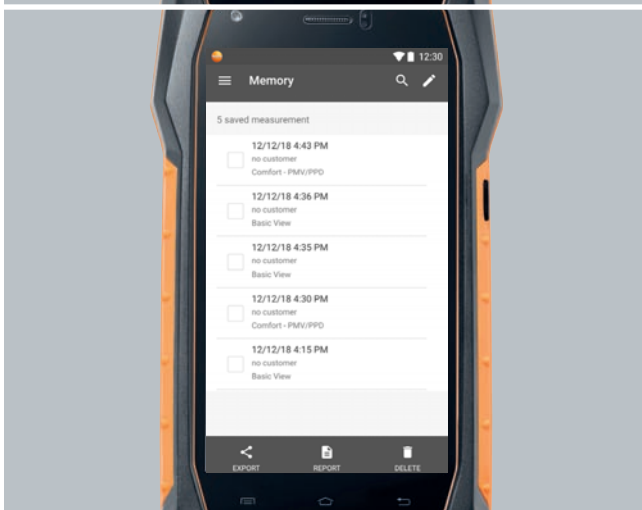 12:30
Memory
5 saved measurement
12/12/18 4:43 PM
no customer
Comfort - PMV/PPD
12/12/18 4:36 PM
no customer
Basic View
12/12/18 4:35 PM
no customer
Basic View
12/12/18 4:30 PM
no customer
Comfort - PMV/PPD
12/12/18 4:15 PM
no customer
Basic View
EXPORT REPORT DELETE